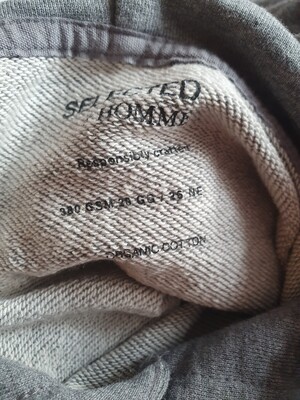 SELECTED
HOMME
Responsibly crafted
380 GSM 20 GG / 26 NE
ORGANIC COTTON